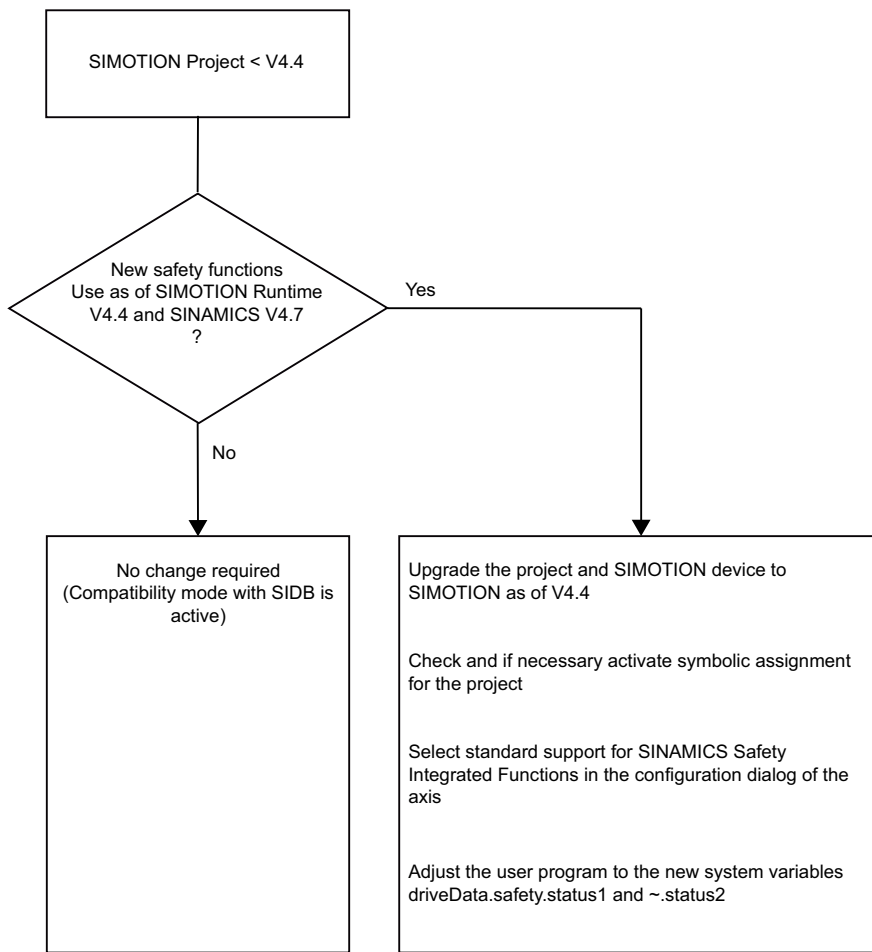 SIMOTION Project < V4.4
New safety functions
Use as of SIMOTION Runtime
V4.4 and SINAMICS V4.7
?
Yes
No
No change required
(Compatibility mode with SIDB is
active)
Upgrade the project and SIMOTION device to
SIMOTION as of V4.4
Check and if necessary activate symbolic assignment
for the project
Select standard support for SINAMICS Safety
Integrated Functions in the configuration dialog of the
axis
Adjust the user program to the new system variables
driveData.safety.status1 and ~.status2